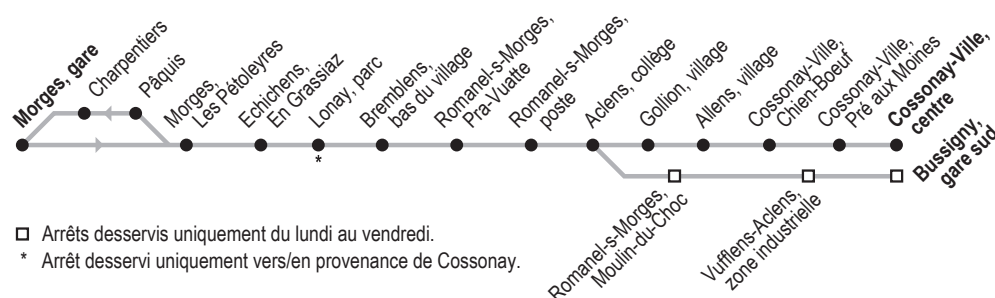 Morges, gare
Charpentiers
Pâquis
Morges,
Les Pétoleyres
Echichens,
En Grassiaz
Lonay, parc
*
Bremblens,
bas du village
Romanel-s-Morges,
Pra-Vuatte
Romanel-s-Morges,
poste
Aclens, collège
Gollion, village
Allens, village
Cossonay-Ville,
Chien-Boeuf
Cossonay-Ville,
Pré aux Moines
Cossonay-Ville,
centre
Bussigny,
gare sud
Romanel-s-Morges,
Moulin-du-Choc
Vufflens-Aclens,
zone industrielle
Arrêts desservis uniquement du lundi au vendredi.
* Arrêt desservi uniquement vers/en provenance de Cossonay.